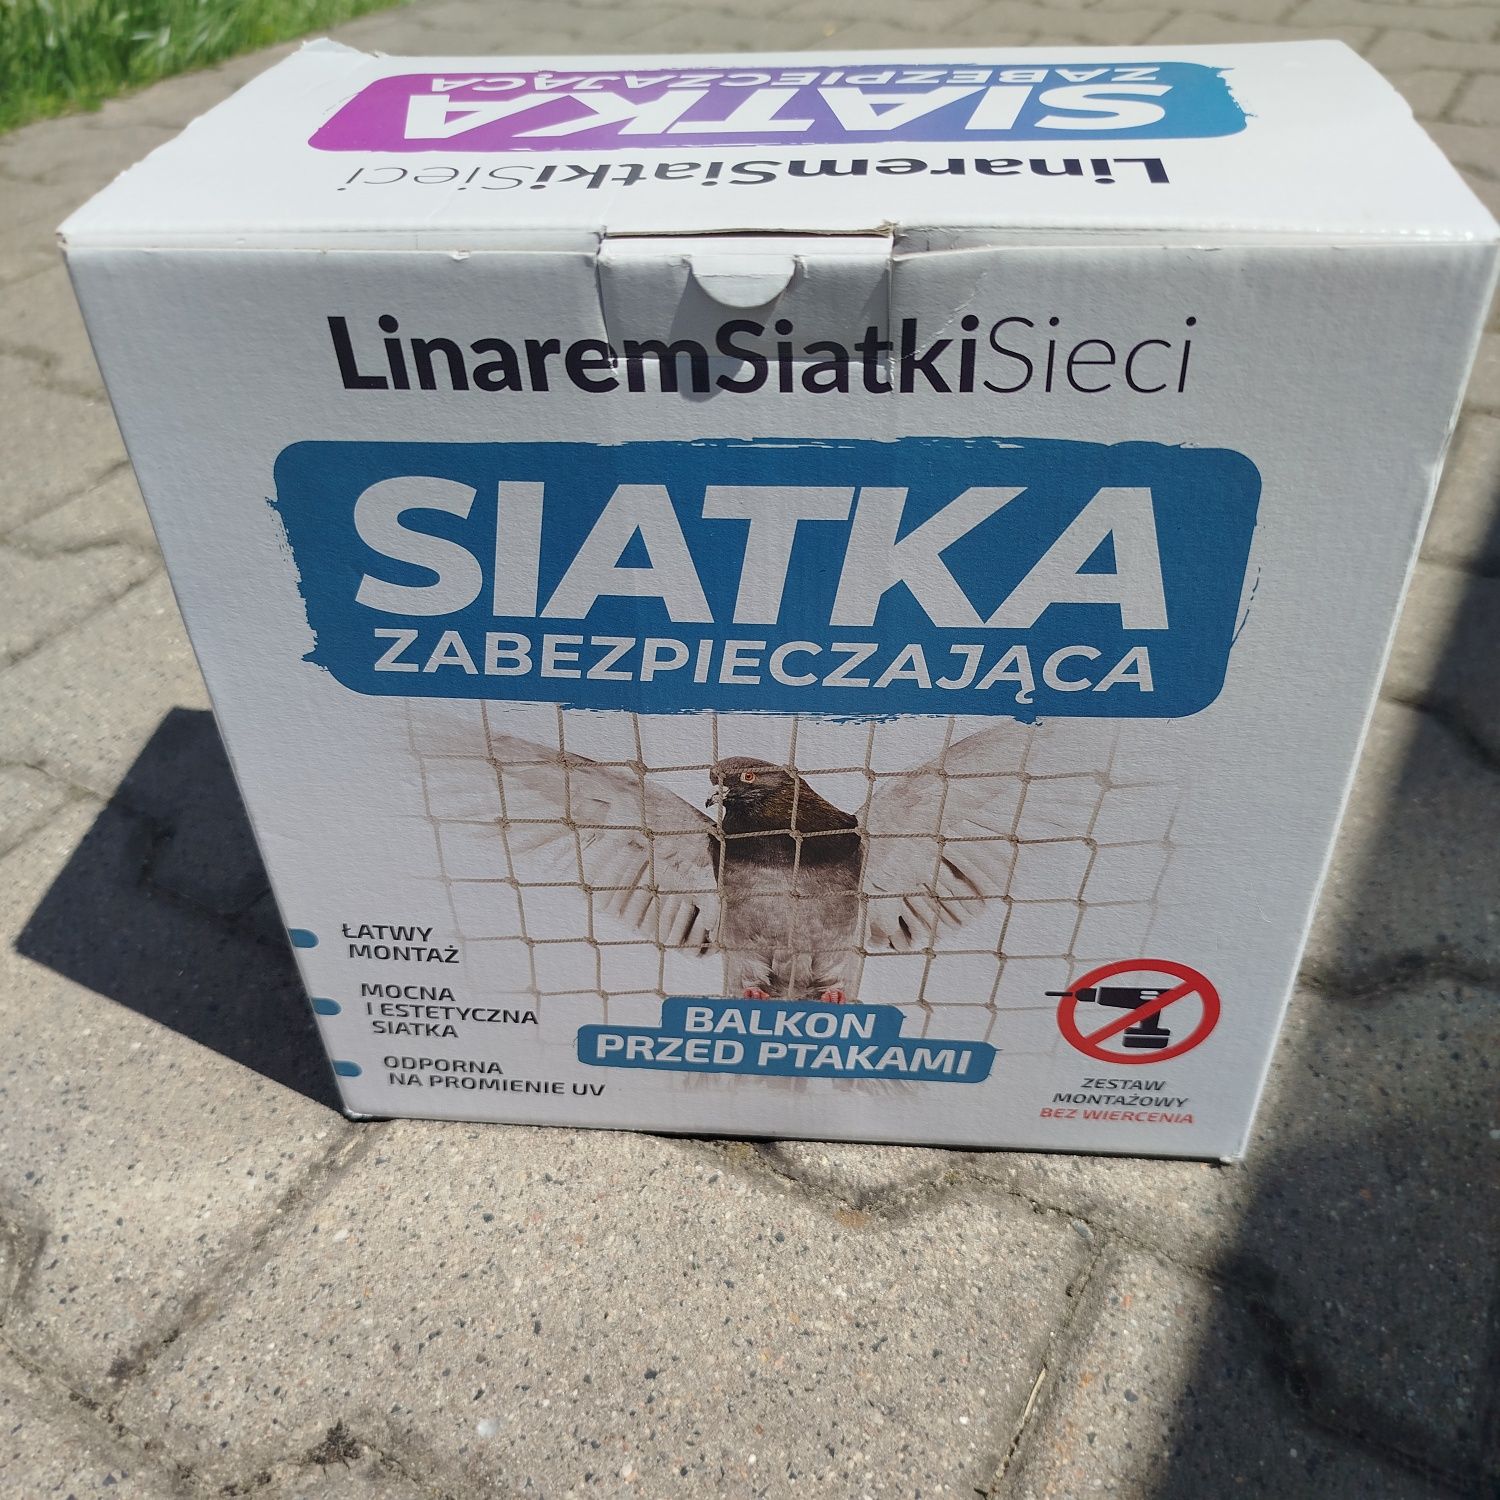 SIATKA
ZABEZPIECZAJĄCA
LinaremSiatkiSieci
LinaremSiatkiSieci
SIATKA
ZABEZPIECZAJĄCA
ŁATWY
MONTAŻ
MOCNA
I ESTETYCZNA
SIATKA
ODPORNA
NA PROMIENIE UV
BALKON
PRZED PTAKAMI
ZESTAW
MONTAŻOWY
BEZ WIERCENIA